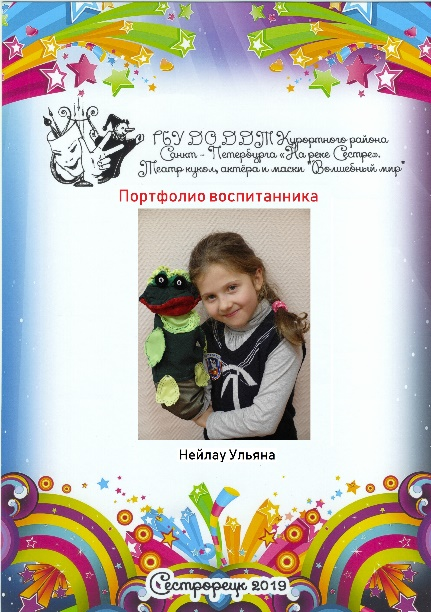 ГБУ ДО ДДТ Курортного района
Санкт - Петербурга «На реке Сестре».
Театр кукол, актёра и маски "Волшебный мир"
Портфолио воспитанника
Нейлау Ульяна
Сестрорецк 2019